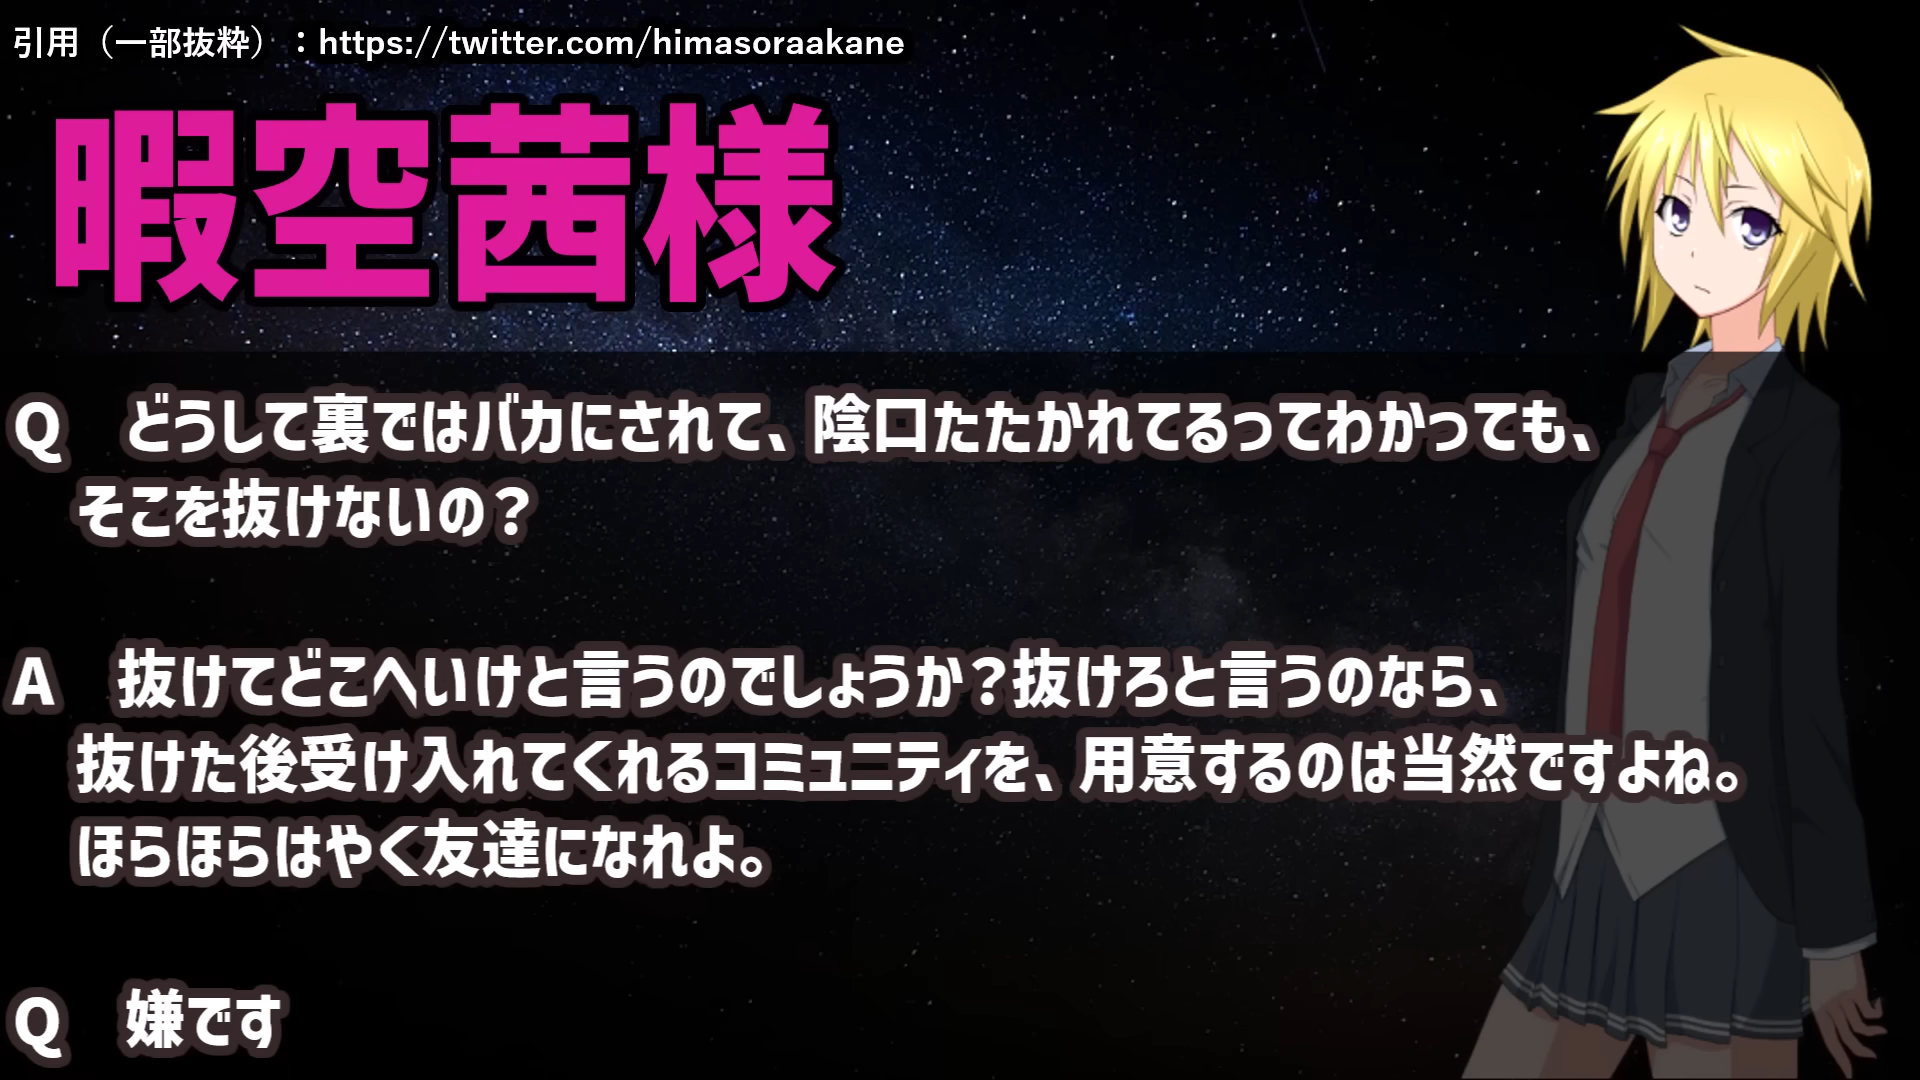 引用（一部抜粋）：https://twitter.com/himasoraakane
暇空茜様
Q　どうして裏ではバカにされて、陰口たたかれてるってわかっても、
そこを抜けないの？
A　抜けてどこへいけと言うのでしょうか？抜けろと言うのなら、
抜けた後受け入れてくれるコミュニティを、用意するのは当然ですよね。
ほらほらはやく友達になれよ。
Q　嫌です